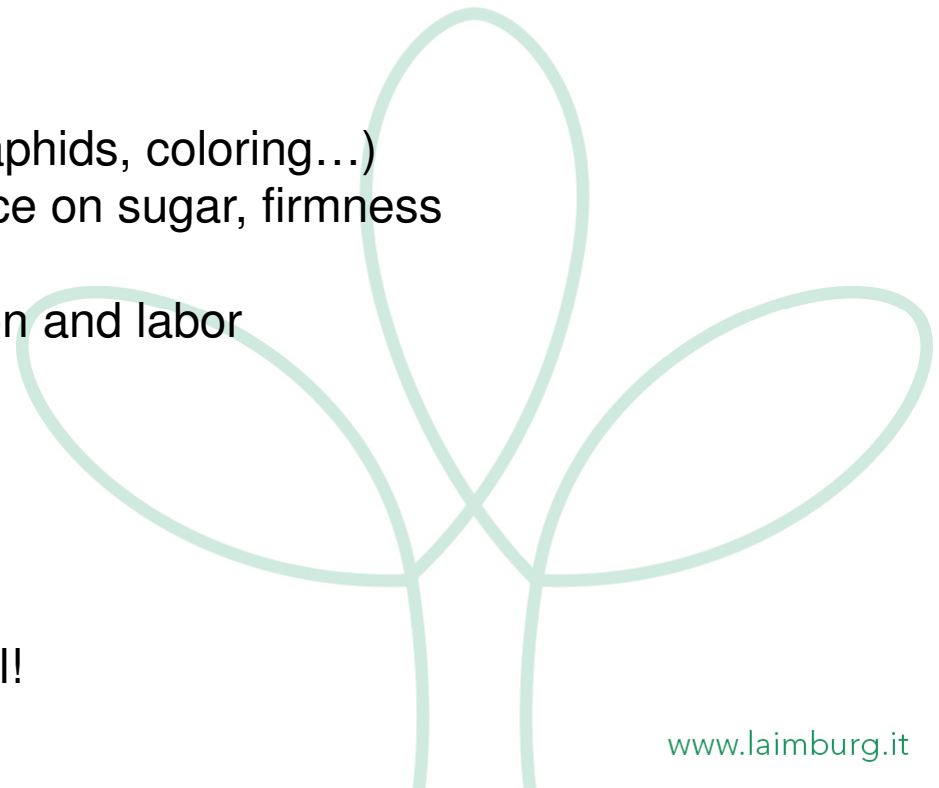 aphids, coloring…)
ce on sugar, firmness
n and labor
l!
www.laimburg.it